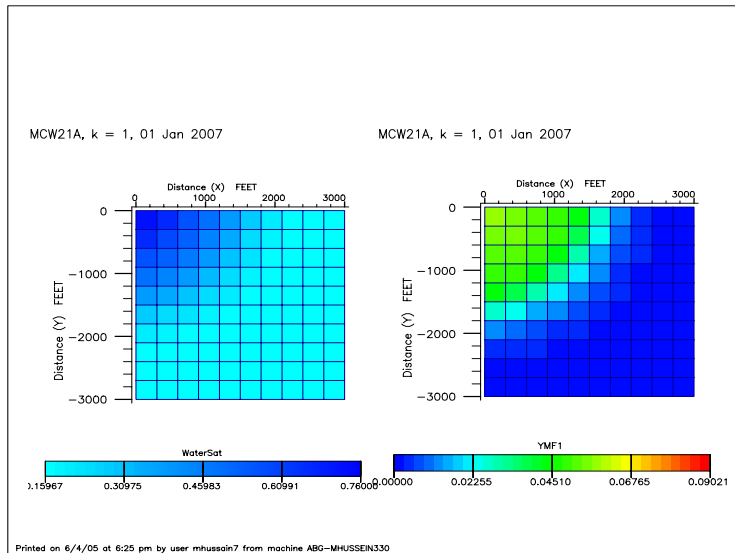 MCW21A, k = 1, 01 Jan 2007
Distance (X) FEET
0 1000 2000 3000
0
-1000
-2000
-3000
Distance (Y) FEET
WaterSat
0.15967 0.30975 0.45983 0.60991 0.76000
MCW21A, k = 1, 01 Jan 2007
Distance (X) FEET
0 1000 2000 3000
0
-1000
-2000
-3000
Distance (Y) FEET
YMF1
0.00000 0.02255 0.04510 0.06765 0.09021
Printed on 6/4/05 at 6:25 pm by user mhussain7 from machine ABG-MHUSSEIN330